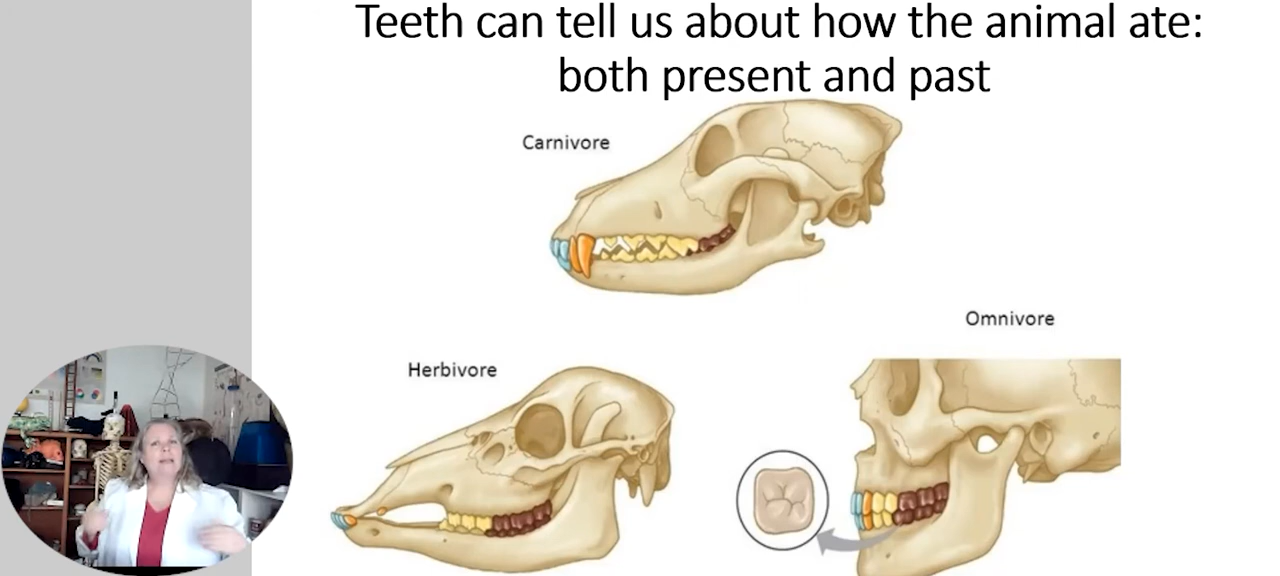 Teeth can tell us about how the animal ate:
both present and past
Carnivore
Omnivore
Herbivore